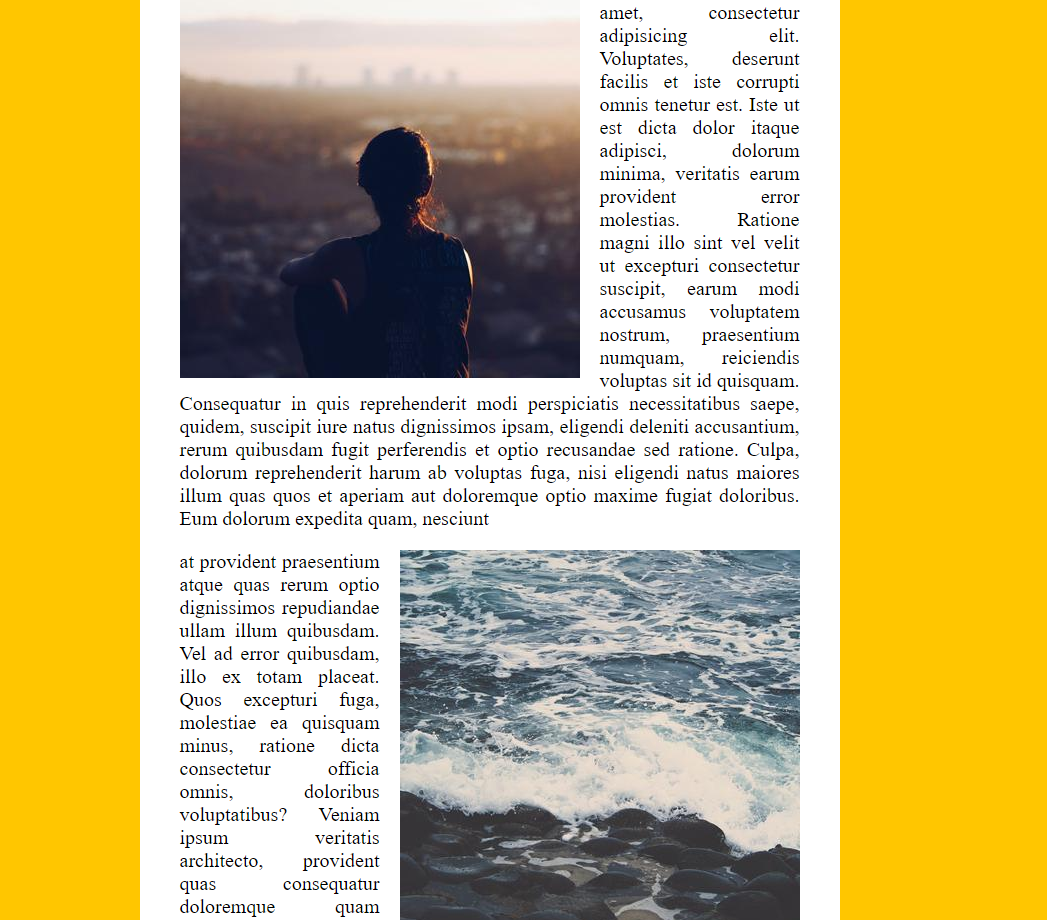 amet, consectetur
adipisicing elit.
Voluptates, deserunt
facilis et iste corrupti
omnis tenetur est. Iste ut
est dicta dolor itaque
adipisci, dolorum
minima, veritatis earum
provident error
molestias. Ratione
magni illo sint vel velit
ut excepturi consectetur
suscipit, earum modi
accusamus voluptatem
nostrum, praesentium
numquam, reiciendis
voluptas sit id quisquam.
Consequatur in quis reprehenderit modi perspiciatis necessitatibus saepe,
quidem, suscipit iure natus dignissimos ipsam, eligendi deleniti accusantium,
rerum quibusdam fugit perferendis et optio recusandae sed ratione. Culpa,
dolorum reprehenderit harum ab voluptas fuga, nisi eligendi natus maiores
illum quas quos et aperiam aut doloremque optio maxime fugiat doloribus.
Eum dolorum expedita quam, nesciunt
at provident praesentium
atque quas rerum optio
dignissimos repudiandae
ullam illum quibusdam.
Vel ad error quibusdam,
illo ex totam placeat.
Quos excepturi fuga,
molestiae ea quisquam
minus, ratione dicta
consectetur officia
omnis, doloribus
voluptatibus? Veniam
ipsum veritatis
architecto, provident
quas consequatur
doloremque quam